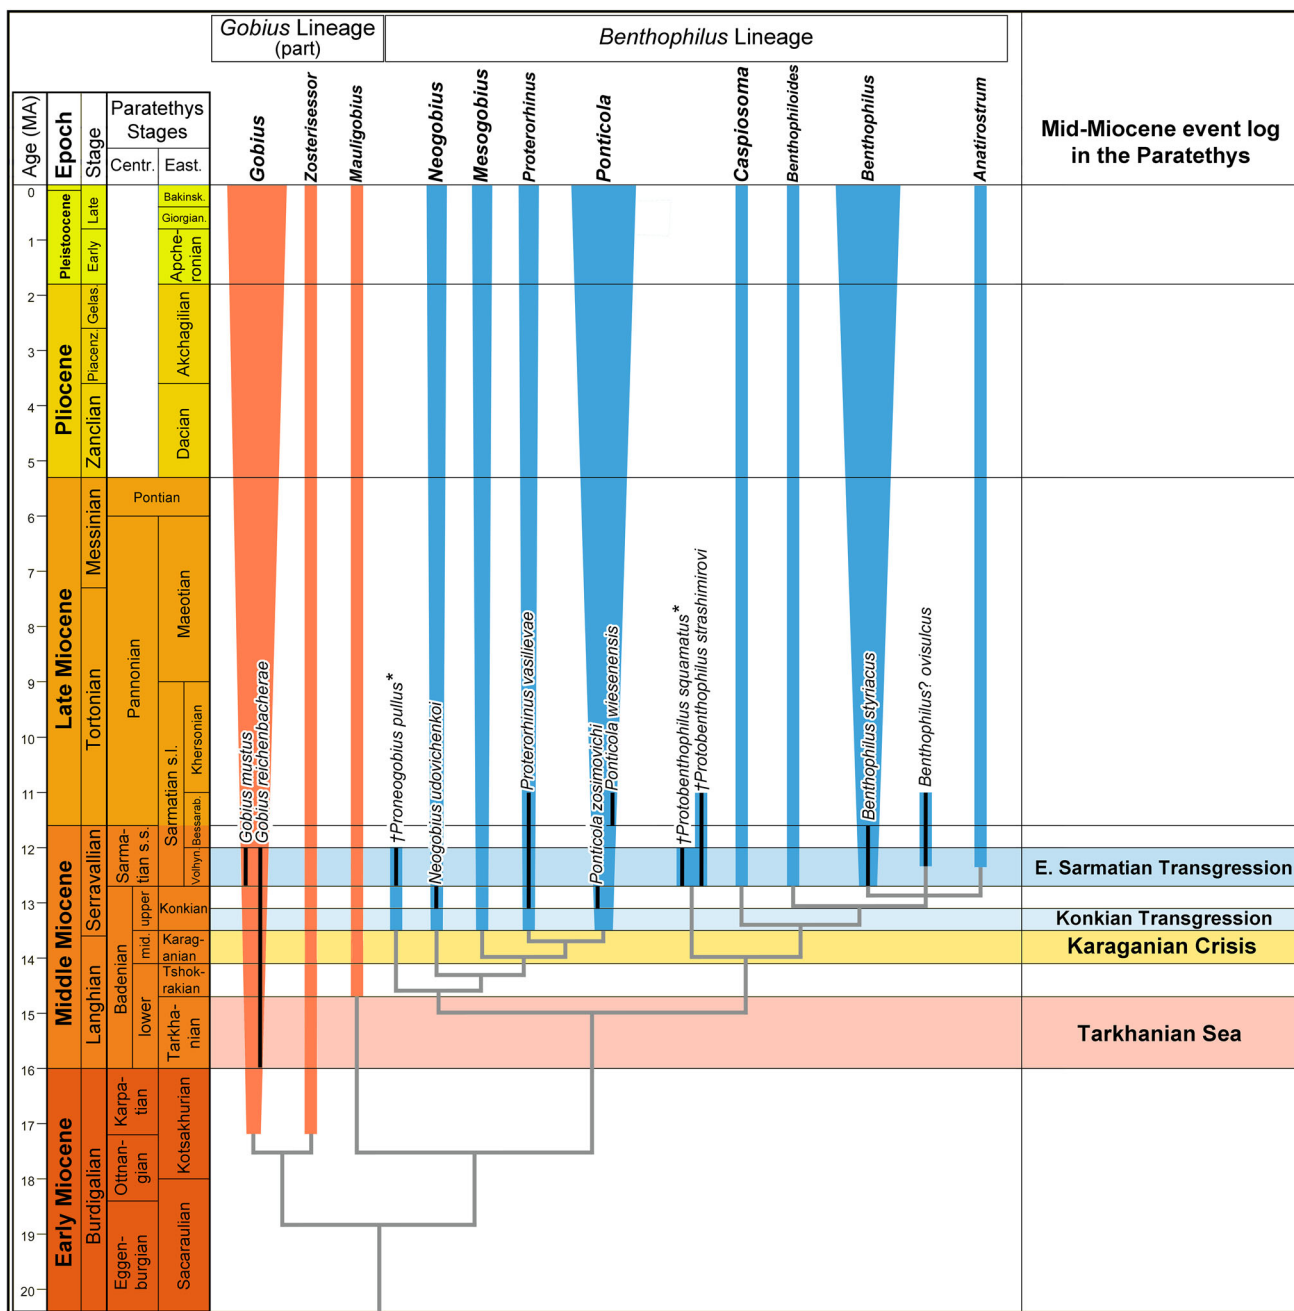 Gobius Lineage
(part)
Benthophilus Lineage
Age (MA)
Epoch
Stage
Paratethys
Stages
Centr.
East.
Gobius
Zosterisessor
Mauligobius
Neogobius
Mesogobius
Proterorhinus
Ponticola
Caspiosoma
Benthophiloides
Benthophilus
Anatirostrum
Mid-Miocene event log
in the Paratethys
0
1
2
3
4
5
6
7
8
9
10
11
12
13
14
15
16
17
18
19
20
Pleistoocene
Pliocene
Late Miocene
Middle Miocene
Early Miocene
Late
Early
Gelas.
Piacenz.
Zanclian
Messinian
Tortonian
Serravallian
Langhian
Burdigalian
Pontian
Pannonian
Sarma-
tian s.s.
Badenian
upper
mid.
lower
Karpa-
tian
Ottnan-
gian
Eggen-
burgian
Bakinsk.
Giorgian.
Apche-
ronian
Akchagilian
Dacian
Maeotian
Sarmatian s.l.
Khersonian
Bessarab.
Volhyn.
Konkian
Karag-
anian
Tshok-
rakian
Tarkha-
nian
Kotsakhurian
Sacaraulian
Gobius mustus
Gobius reichenbacherae
†Proneogobius pullus*
Neogobius udovichenkoi
Proterorhinus vasilievae
Ponticola zosimovichi
Ponticola wiesenensis
†Protobenthophilus squamatus*
†Protobenthophilus strashimirovi
Benthophilus styriacus
Benthophilus? ovisulcus
E. Sarmatian Transgression
Konkian Transgression
Karaganian Crisis
Tarkhanian Sea